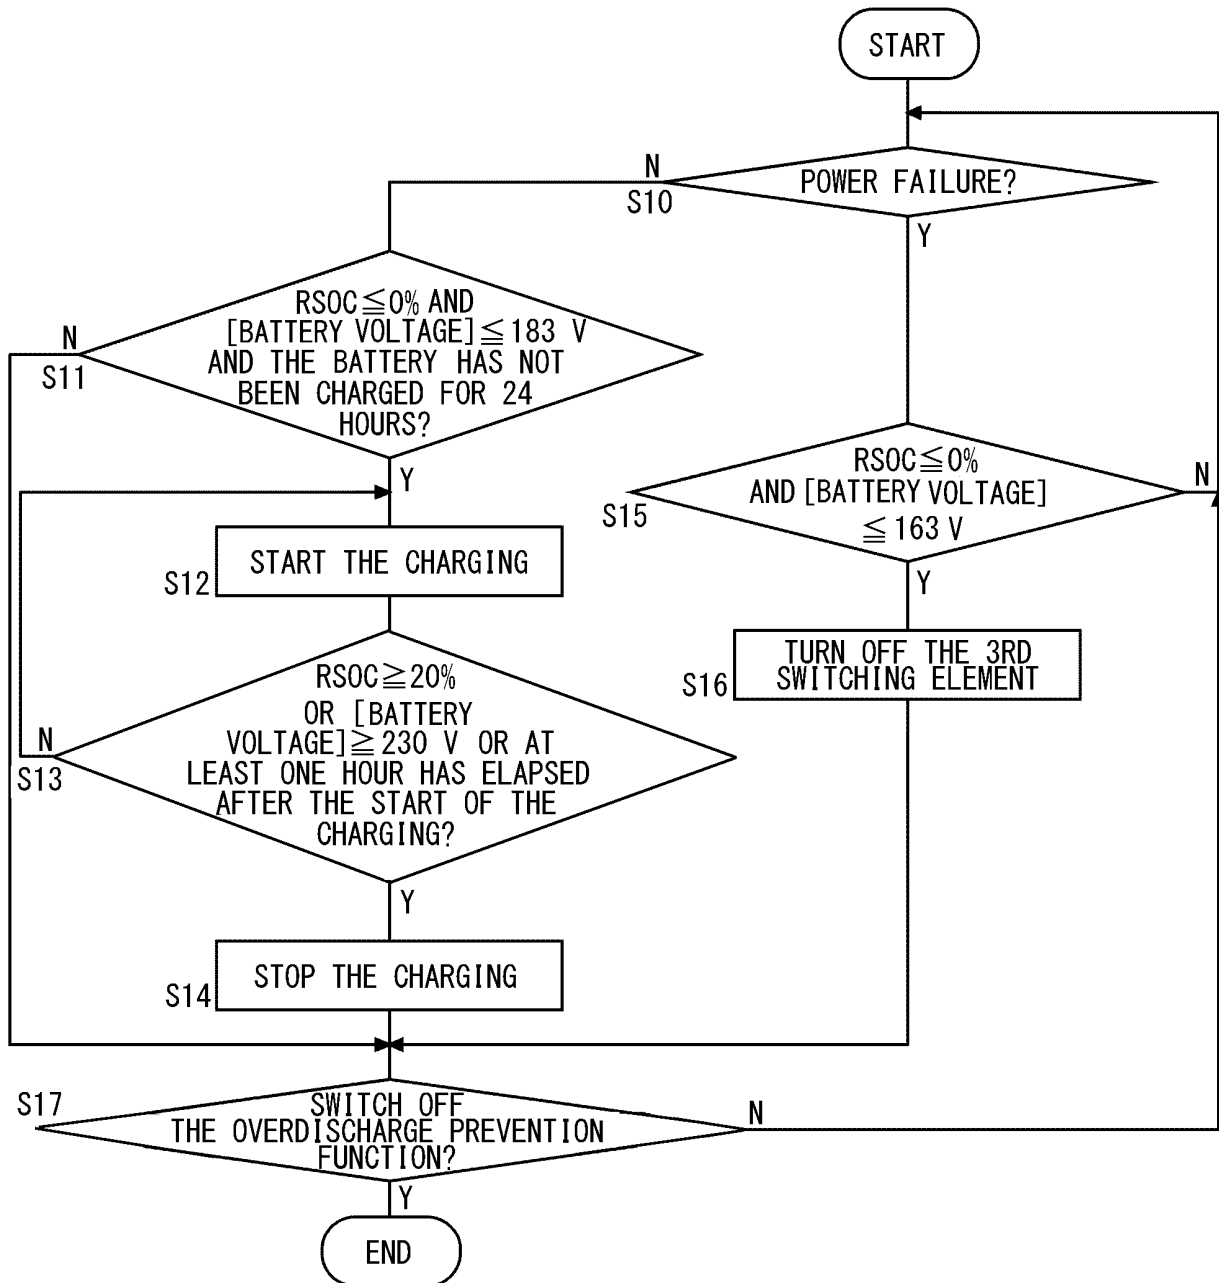 START
N
S10
POWER FAILURE?
Y
RSOC≦0% AND
[BATTERY VOLTAGE]≦183 V
AND THE BATTERY HAS NOT
BEEN CHARGED FOR 24
HOURS?
N
S11
Y
RSOC≦0%
AND [BATTERY VOLTAGE]
≦163 V
N
S15
Y
START THE CHARGING
S12
TURN OFF THE 3RD
SWITCHING ELEMENT
S16
RSOC≧20%
OR [BATTERY
VOLTAGE]≧230 V OR AT
LEAST ONE HOUR HAS ELAPSED
AFTER THE START OF THE
CHARGING?
N
S13
Y
STOP THE CHARGING
S14
S17
SWITCH OFF
THE OVERDISCHARGE PREVENTION
FUNCTION?
N
Y
END